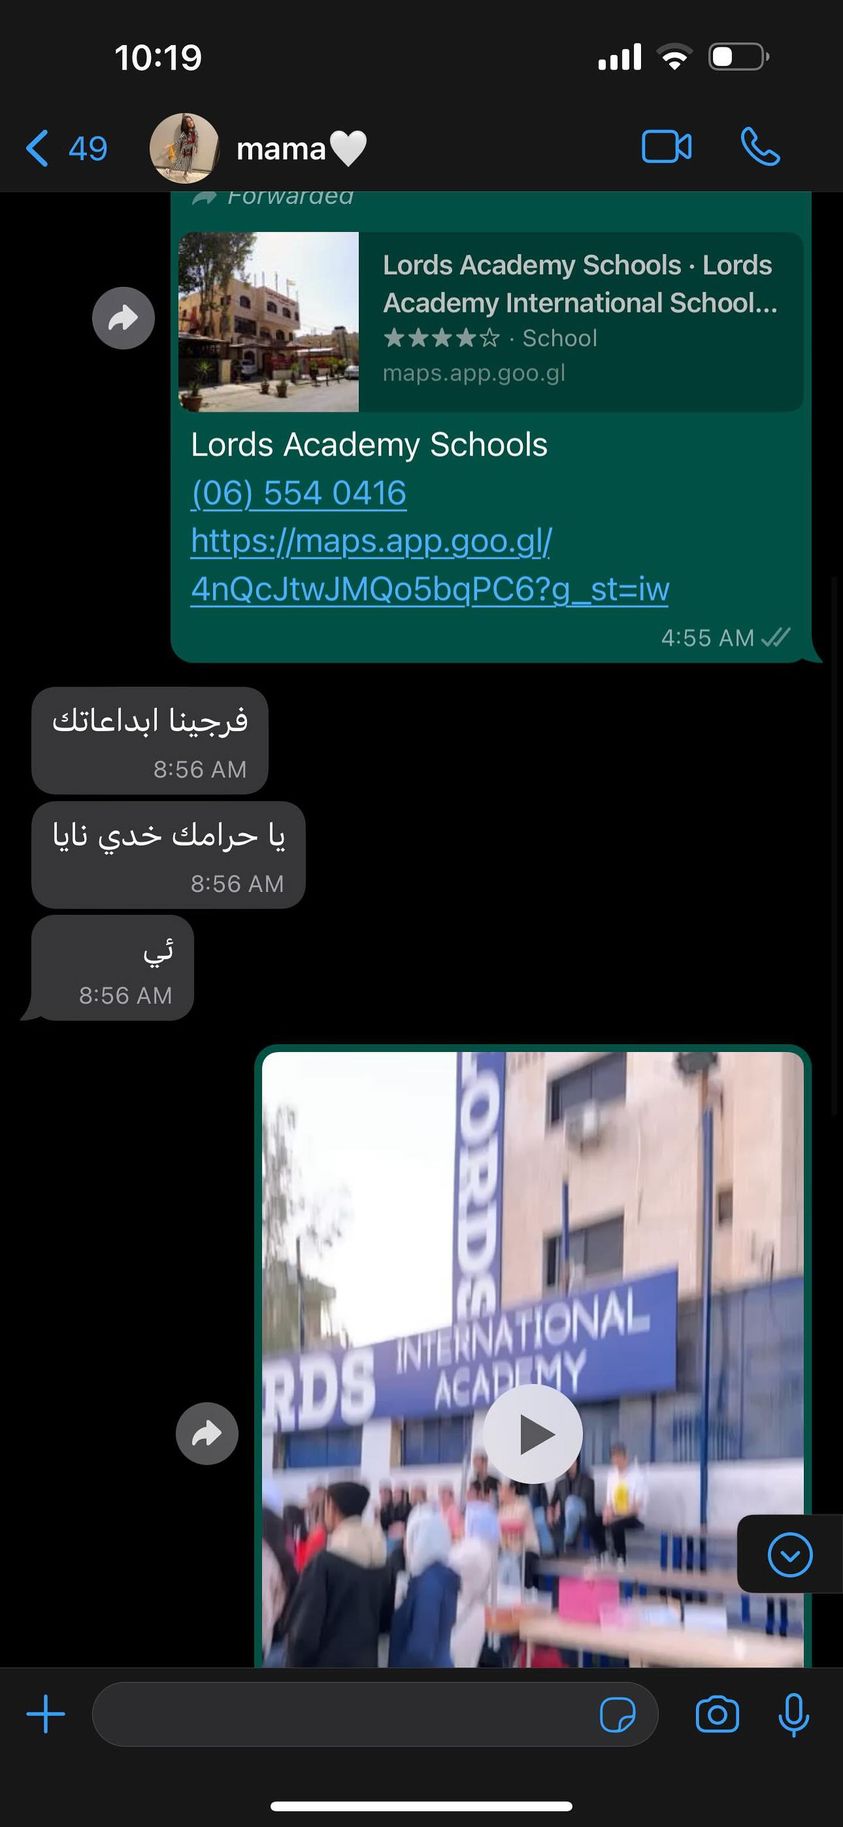 10:19
49
mama🤍
Forwarded
Lords Academy Schools · Lords
Academy International School...
★★★★☆ · School
maps.app.goo.gl
Lords Academy Schools
(06) 554 0416
https://maps.app.goo.gl/
4nQcJtwJMQo5bqPC6?g_st=iw
4:55 AM
فرجينا ابداعاتك
8:56 AM
يا حرامك خدي نايا
8:56 AM
ئي
8:56 AM
LORDS
RDS INTERNATIONAL
ACADEMY